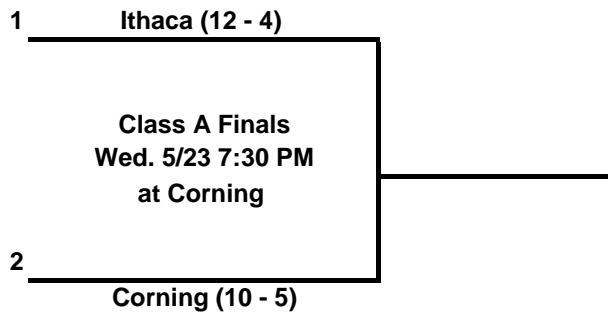 1 Ithaca (12 - 4)
Class A Finals
Wed. 5/23 7:30 PM
at Corning
2
Corning (10 - 5)